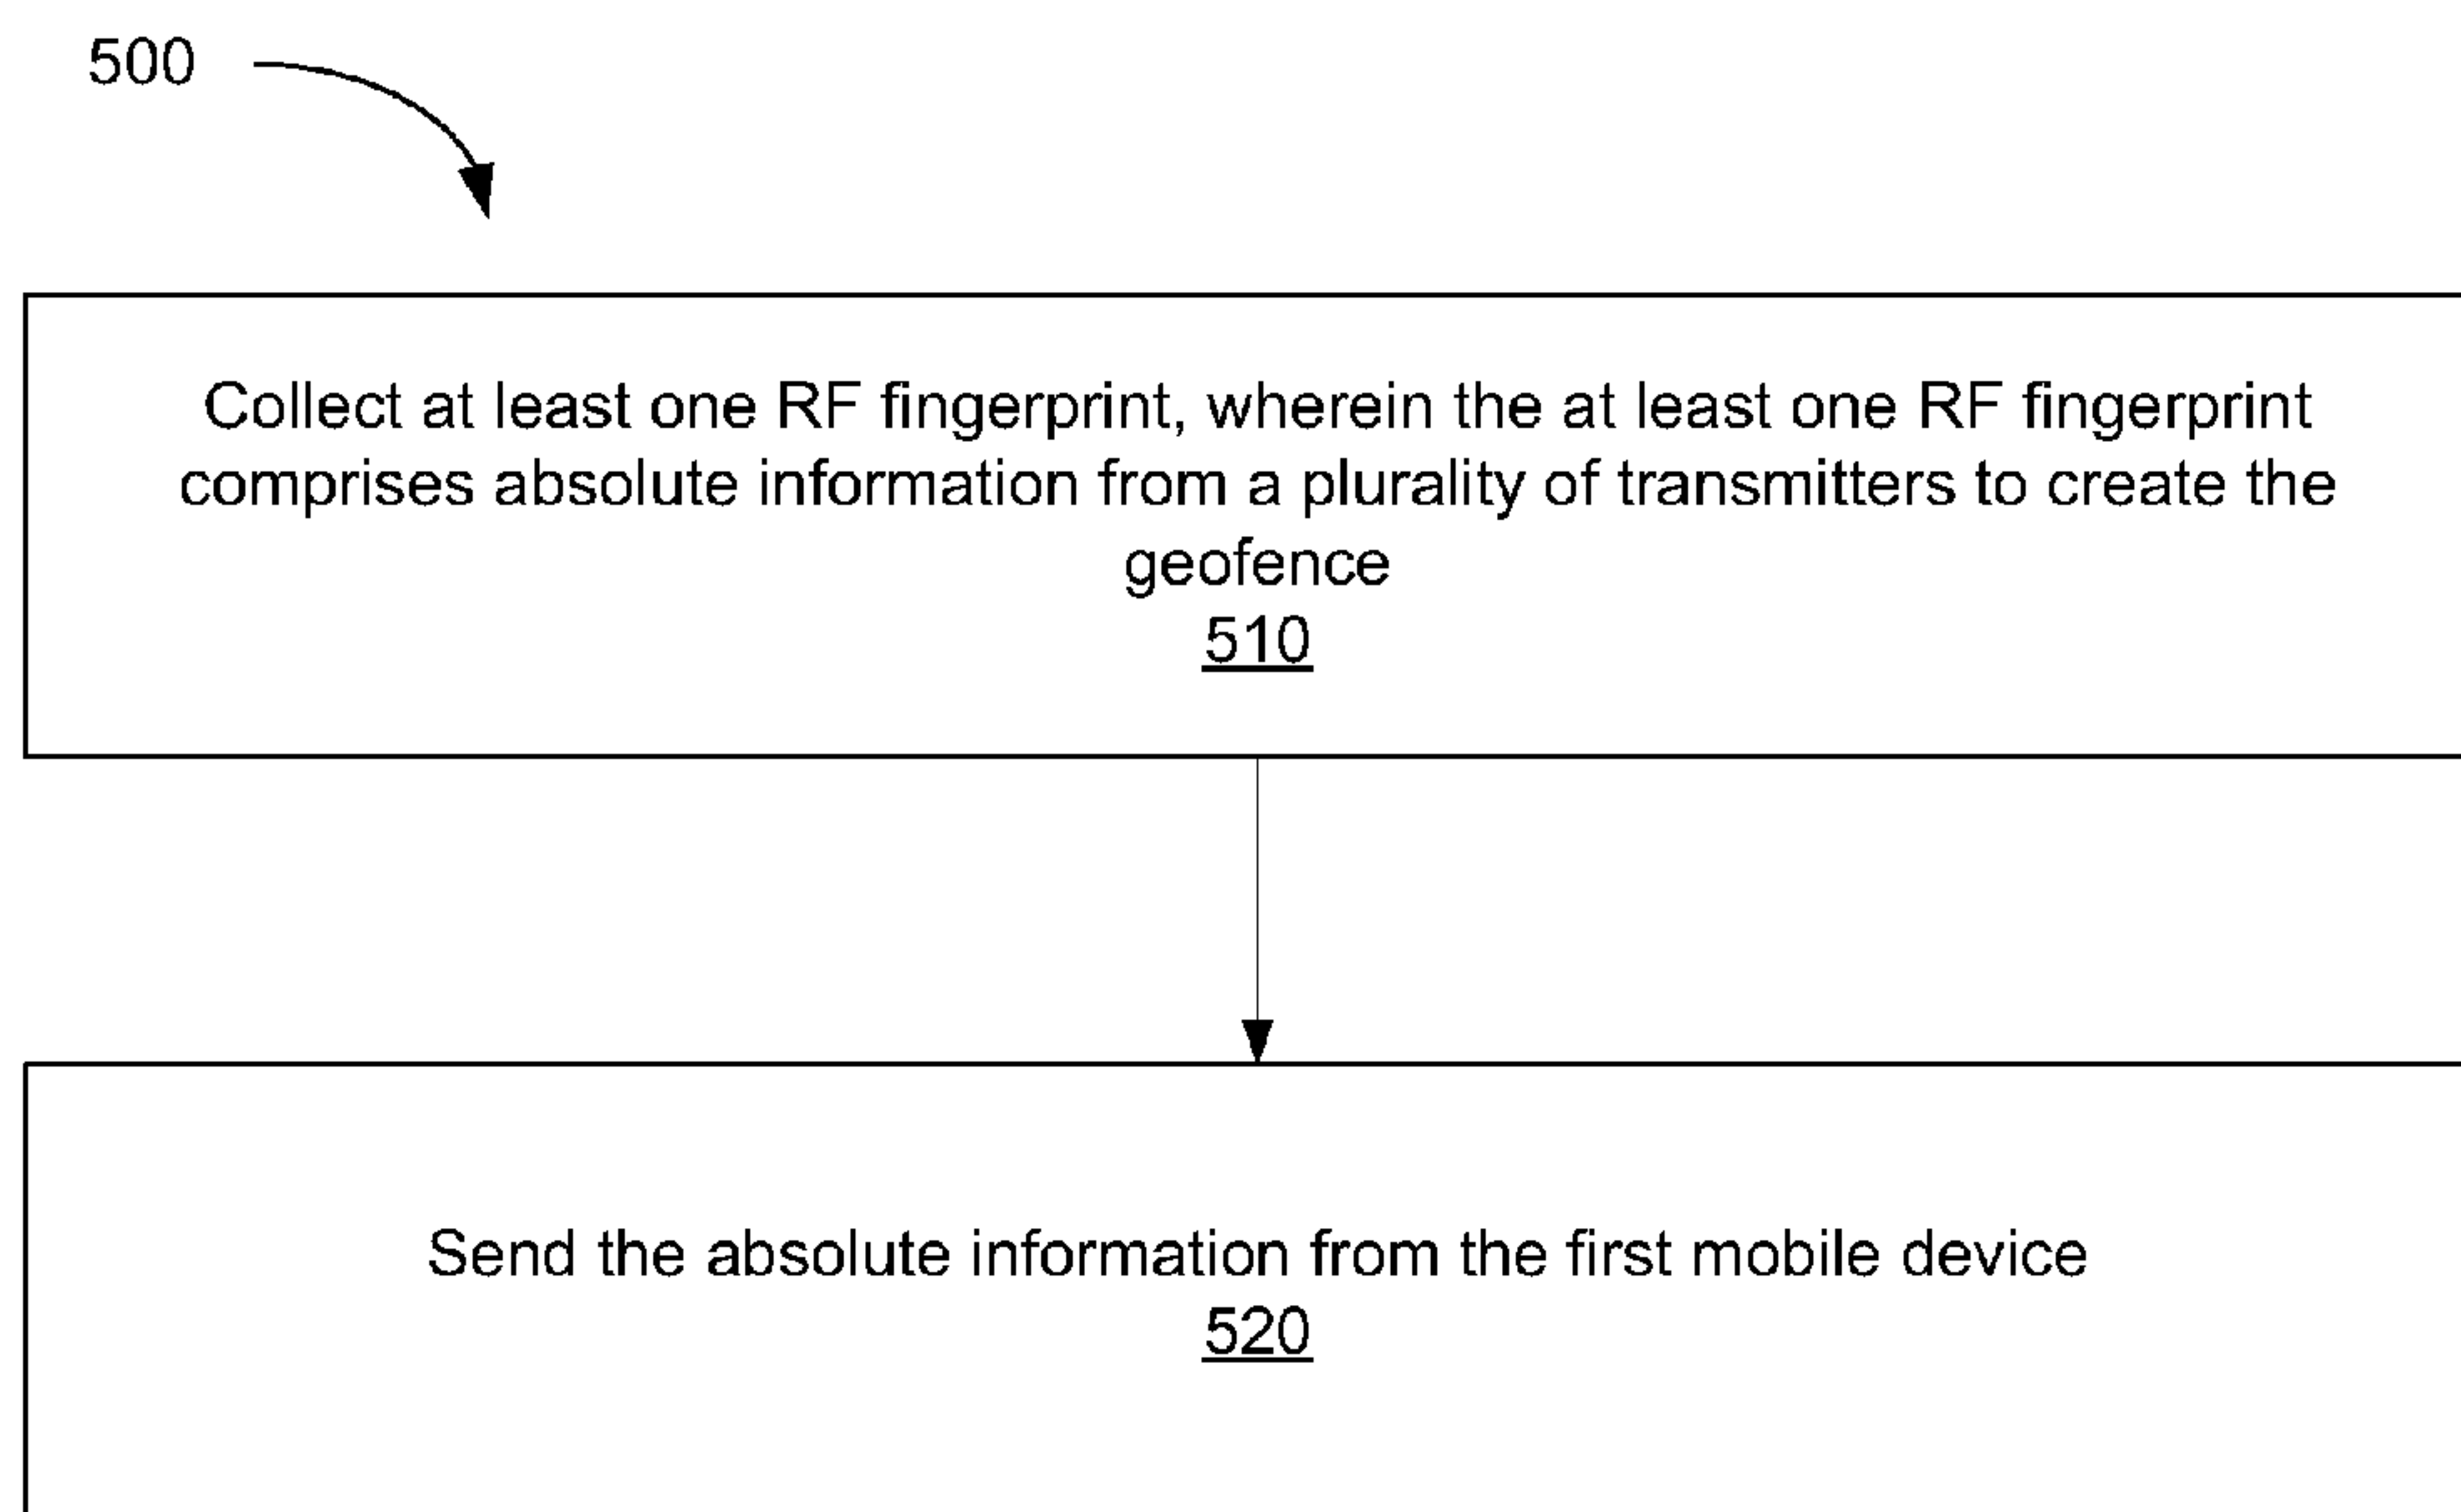 500
Collect at least one RF fingerprint, wherein the at least one RF fingerprint
comprises absolute information from a plurality of transmitters to create the
geofence
510
Send the absolute information from the first mobile device
520